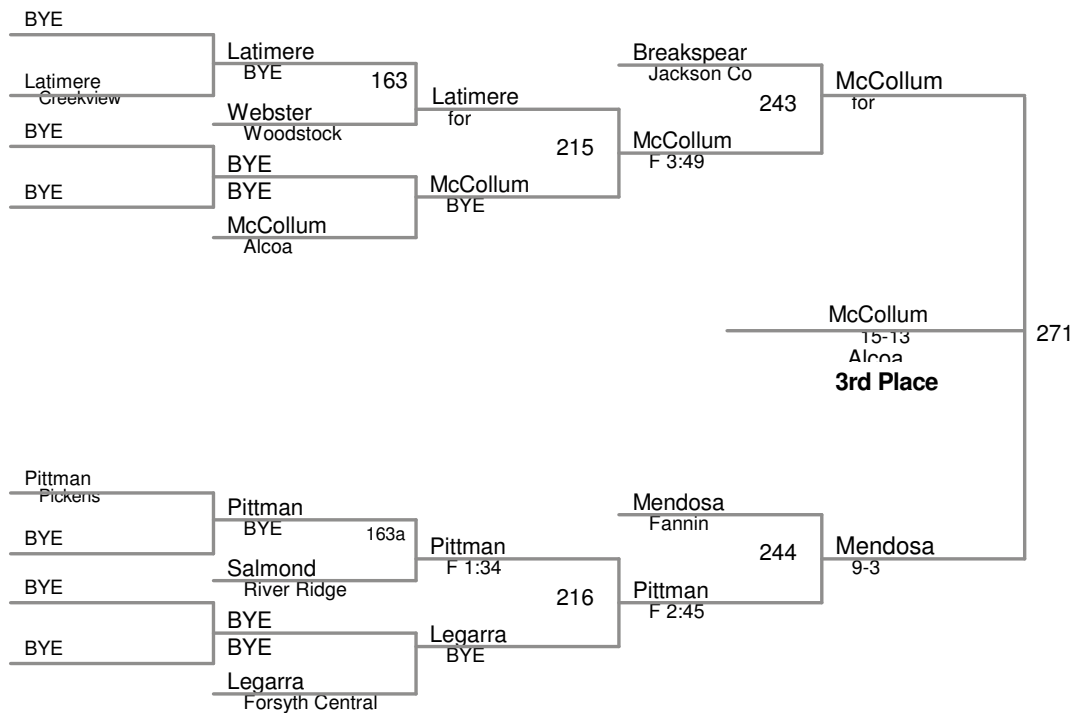 BYE
Latimere
Creekview
BYE
BYE
Latimere
BYE
163
Webster
Woodstock
BYE
BYE
McCollum
Alcoa
Latimere
for
215
McCollum
BYE
Breakspear
Jackson Co
243
McCollum
F 3:49
McCollum
for
McCollum
15-13
Alcoa
3rd Place
271
Pittman
Pickens
BYE
BYE
BYE
Pittman
BYE
163a
Salmond
River Ridge
BYE
BYE
Legarra
Forsyth Central
Pittman
F 1:34
216
Legarra
BYE
Mendosa
Fannin
244
Pittman
F 2:45
Mendosa
9-3